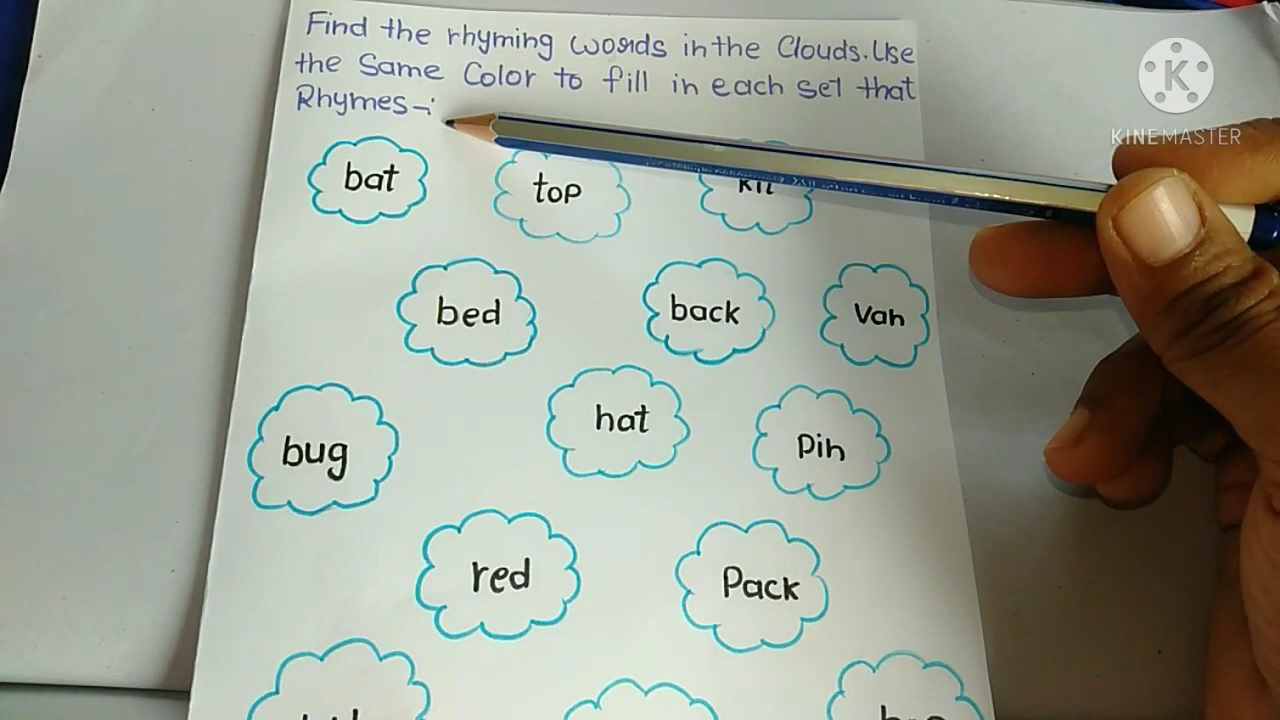 Find the rhyming words in the Clouds. Use
the Same Color to fill in each set that
Rhymes-:
K
KINEMASTER
bat
top
bed
back
Van
hat
bug
Pin
red
Pack